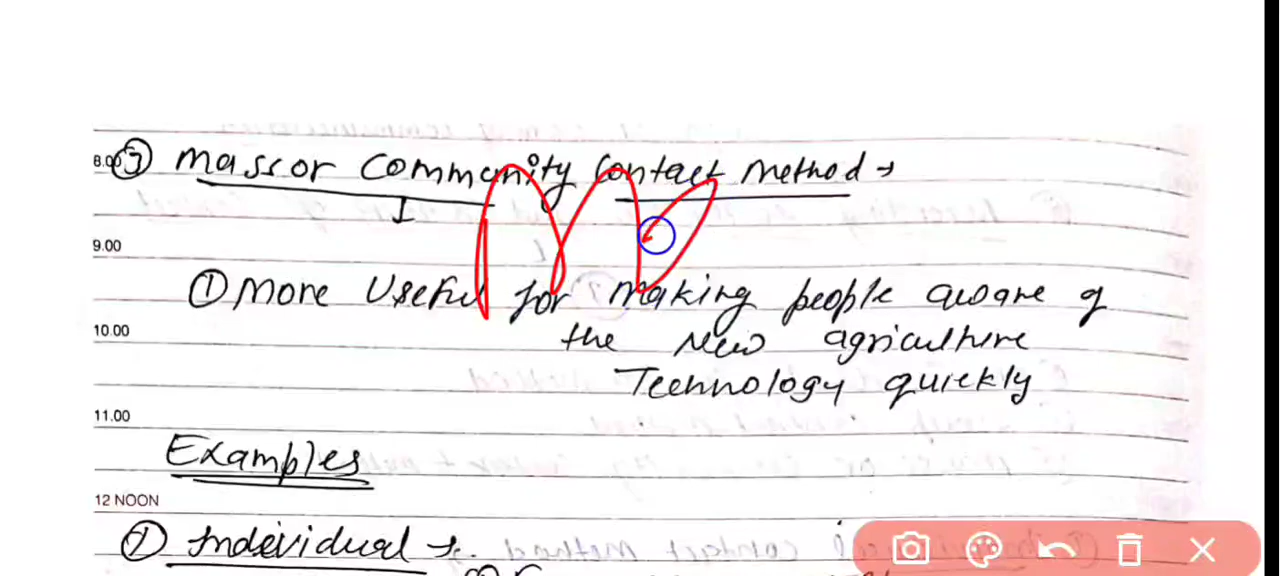 8.00 ③ Mass or Community Contact Method →
9.00
① More Useful for making people aware of
10.00
the New agriculture
Technology quickly
11.00
Examples
12 NOON
① Individual